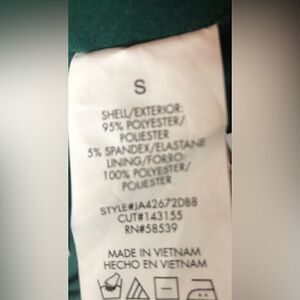 S
SHELL/EXTERIOR:
95% POLYESTER/
POLIESTER
5% SPANDEX/ELASTANE
LINING/FORRO:
100% POLYESTER/
POLIESTER
STYLE#JA42672DBB
CUT#143155
RN#58539
MADE IN VIETNAM
HECHO EN VIETNAM